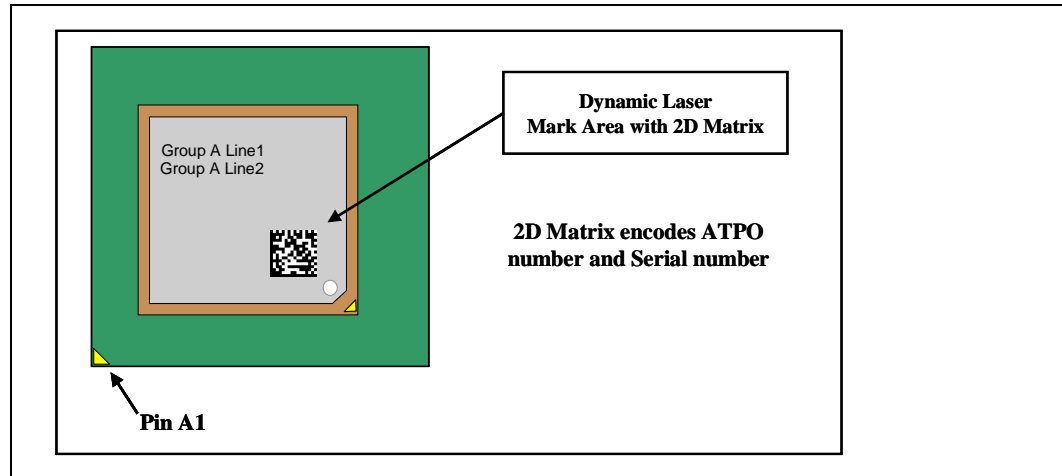 Dynamic Laser
Mark Area with 2D Matrix
Group A Line1
Group A Line2
2D Matrix encodes ATPO
number and Serial number
Pin A1